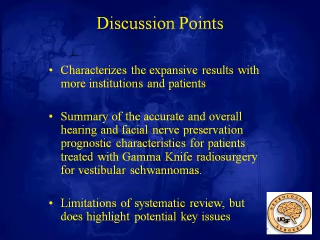 Discussion Points
• Characterizes the expansive results with
more institutions and patients
• Summary of the accurate and overall
hearing and facial nerve preservation
prognostic characteristics for patients
treated with Gamma Knife radiosurgery
for vestibular schwannomas.
• Limitations of systematic review, but
does highlight potential key issues